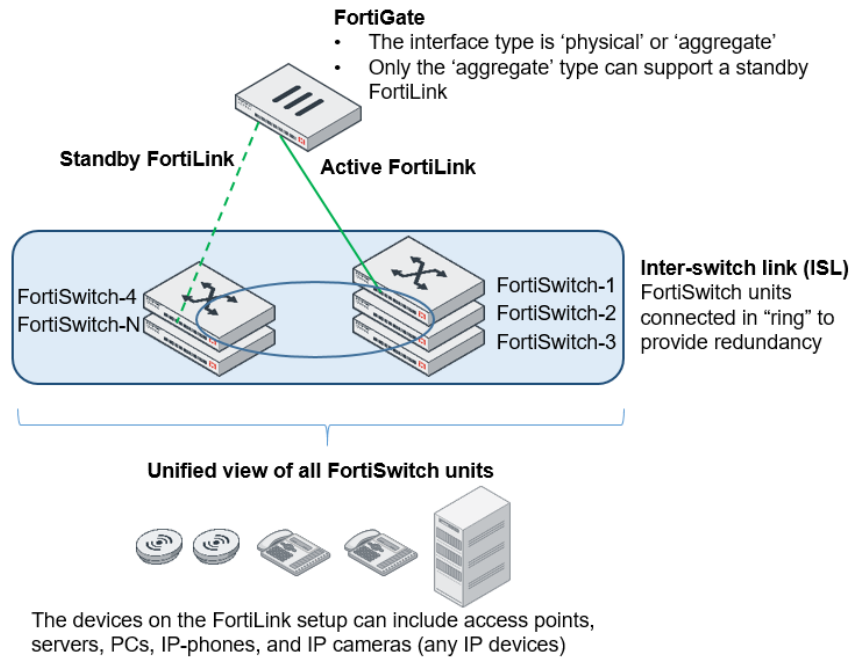 FortiGate
• The interface type is ‘physical’ or ‘aggregate’
• Only the ‘aggregate’ type can support a standby
FortiLink
Standby FortiLink
Active FortiLink
FortiSwitch-4
FortiSwitch-N
FortiSwitch-1
FortiSwitch-2
FortiSwitch-3
Inter-switch link (ISL)
FortiSwitch units
connected in “ring” to
provide redundancy
Unified view of all FortiSwitch units
The devices on the FortiLink setup can include access points,
servers, PCs, IP-phones, and IP cameras (any IP devices)